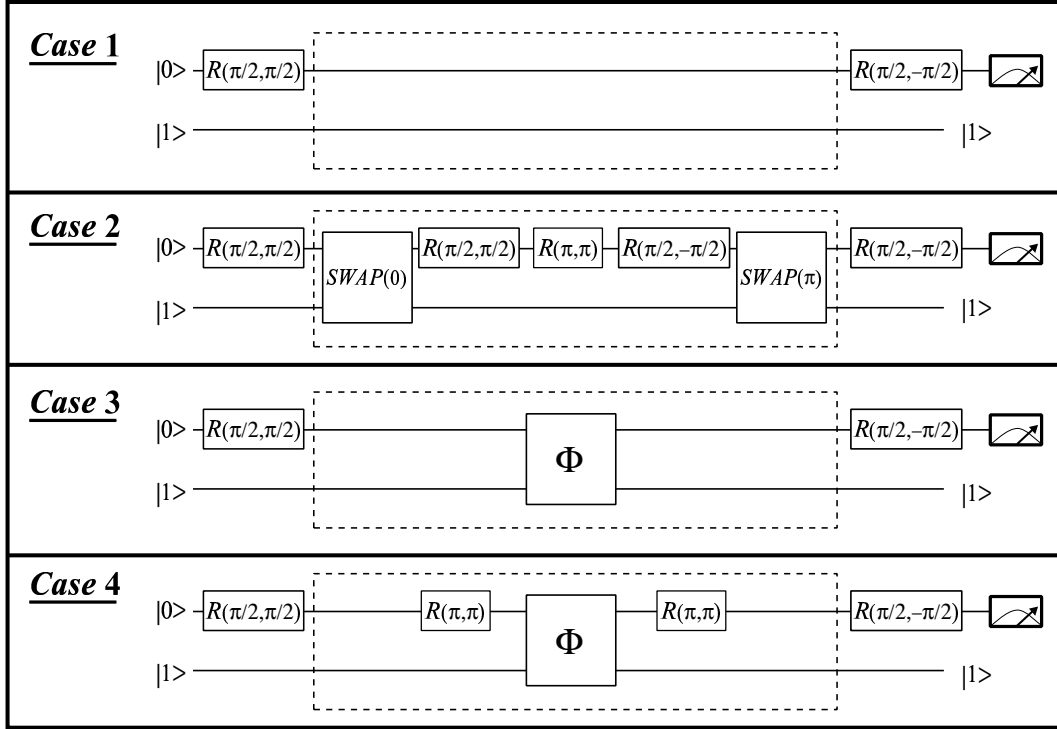 Case 1
|0> R(π/2,π/2) R(π/2,–π/2)
|1> |1>
Case 2
|0> R(π/2,π/2) SWAP(0) R(π/2,π/2) R(π,π) R(π/2,–π/2) SWAP(π) R(π/2,–π/2)
|1> |1>
Case 3
|0> R(π/2,π/2) Φ R(π/2,–π/2)
|1> |1>
Case 4
|0> R(π/2,π/2) R(π,π) Φ R(π,π) R(π/2,–π/2)
|1> |1>